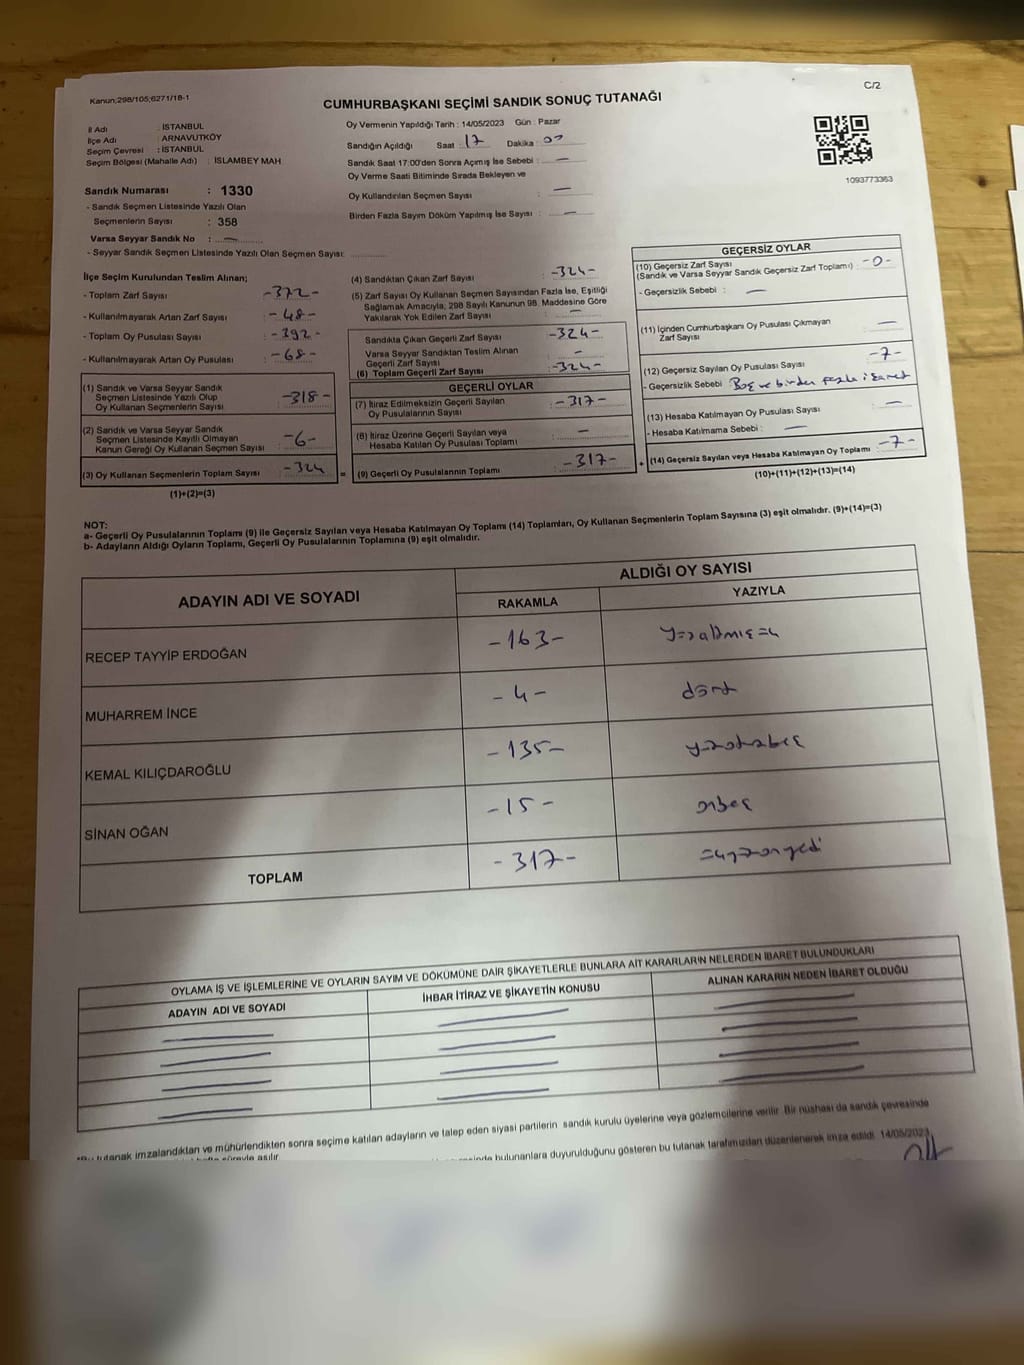 Kanun;298/105;6271/18-1
C/2
CUMHURBAŞKANI SEÇİMİ SANDIK SONUÇ TUTANAĞI
İl Adı : İSTANBUL
İlçe Adı : ARNAVUTKÖY
Seçim Çevresi : İSTANBUL
Seçim Bölgesi (Mahalle Adı) : İSLAMBEY MAH
Oy Vermenin Yapıldığı Tarih : 14/05/2023 Gün : Pazar
Sandığın Açıldığı Saat : 17 Dakika : 00
Sandık Saat 17:00'den Sonra Açımış İse Sebebi : —
Oy Verme Saati Bitiminde Sırada Bekleyen ve
Oy Kullandırılan Seçmen Sayısı : —
Birden Fazla Sayım Döküm Yapılmış İse Sayısı : —
1093773363
Sandık Numarası : 1330
- Sandık Seçmen Listesinde Yazılı Olan
Seçmenlerin Sayısı : 358
Varsa Seyyar Sandık No : —
- Seyyar Sandık Seçmen Listesinde Yazılı Olan Seçmen Sayısı:
İlçe Seçim Kurulundan Teslim Alınan;
- Toplam Zarf Sayısı : -372-
- Kullanılmayarak Artan Zarf Sayısı : -48-
- Toplam Oy Pusulası Sayısı : -392-
- Kullanılmayarak Artan Oy Pusulası : -68-
(1) Sandık ve Varsa Seyyar Sandık
Seçmen Listesinde Yazılı Olup
Oy Kullanan Seçmenlerin Sayısı : -318-
(2) Sandık ve Varsa Seyyar Sandık
Seçmen Listesinde Kayıtlı Olmayan
Kanun Gereği Oy Kullanan Seçmen Sayısı : -6-
(3) Oy Kullanan Seçmenlerin Toplam Sayısı : -324-
(1)+(2)=(3)
(4) Sandıktan Çıkan Zarf Sayısı : -324-
(5) Zarf Sayısı Oy Kullanan Seçmen Sayısından Fazla İse, Eşitliği
Sağlamak Amacıyla; 298 Sayılı Kanunun 98. Maddesine Göre
Yakılarak Yok Edilen Zarf Sayısı : —
Sandıkta Çıkan Geçerli Zarf Sayısı : -324-
Varsa Seyyar Sandıktan Teslim Alınan
Geçerli Zarf Sayısı : —
(6) Toplam Geçerli Zarf Sayısı : -324-
GEÇERLİ OYLAR
(7) İtiraz Edilmeksizin Geçerli Sayılan
Oy Pusulalarının Sayısı : -317-
(8) İtiraz Üzerine Geçerli Sayılan veya
Hesaba Katılan Oy Pusulası Toplamı : —
= (9) Geçerli Oy Pusulalarının Toplamı : -317-
GEÇERSİZ OYLAR
(10) Geçersiz Zarf Sayısı
(Sandık ve Varsa Seyyar Sandık Geçersiz Zarf Toplamı) : -0-
- Geçersizlik Sebebi : —
(11) İçinden Cumhurbaşkanı Oy Pusulası Çıkmayan
Zarf Sayısı : —
(12) Geçersiz Sayılan Oy Pusulası Sayısı : -7-
- Geçersizlik Sebebi : Boş ve birden fazla işaret
(13) Hesaba Katılmayan Oy Pusulası Sayısı : —
- Hesaba Katılmama Sebebi : —
+ (14) Geçersiz Sayılan veya Hesaba Katılmayan Oy Toplamı : -7-
(10)+(11)+(12)+(13)=(14)
NOT:
a- Geçerli Oy Pusulalarının Toplamı (9) ile Geçersiz Sayılan veya Hesaba Katılmayan Oy Toplamı (14) Toplamları, Oy Kullanan Seçmenlerin Toplam Sayısına (3) eşit olmalıdır. (9)+(14)=(3)
b- Adayların Aldığı Oyların Toplamı, Geçerli Oy Pusulalarının Toplamına (9) eşit olmalıdır.
ADAYIN ADI VE SOYADI
ALDIĞI OY SAYISI
RAKAMLA YAZIYLA
RECEP TAYYİP ERDOĞAN -163- yüzaltmışüç
MUHARREM İNCE -4- dört
KEMAL KILIÇDAROĞLU -135- yüzotuzbeş
SİNAN OĞAN -15- onbeş
TOPLAM -317- üçyüzonyedi
OYLAMA İŞ VE İŞLEMLERİNE VE OYLARIN SAYIM VE DÖKÜMÜNE DAİR ŞİKAYETLERLE BUNLARA AİT KARARLARIN NELERDEN İBARET BULUNDUKLARI
ADAYIN ADI VE SOYADI İHBAR İTİRAZ VE ŞİKAYETİN KONUSU ALINAN KARARIN NEDEN İBARET OLDUĞU
*Bu tutanak imzalandıktan ve mühürlendikten sonra seçime katılan adayların ve talep eden siyasi partilerin sandık kurulu üyelerine veya gözlemcilerine verilir. Bir nüshası da sandık çevresinde
süreyle asılır. bulunanlara duyurulduğunu gösteren bu tutanak tarafımızdan düzenlenerek imza edildi. 14/05/2023